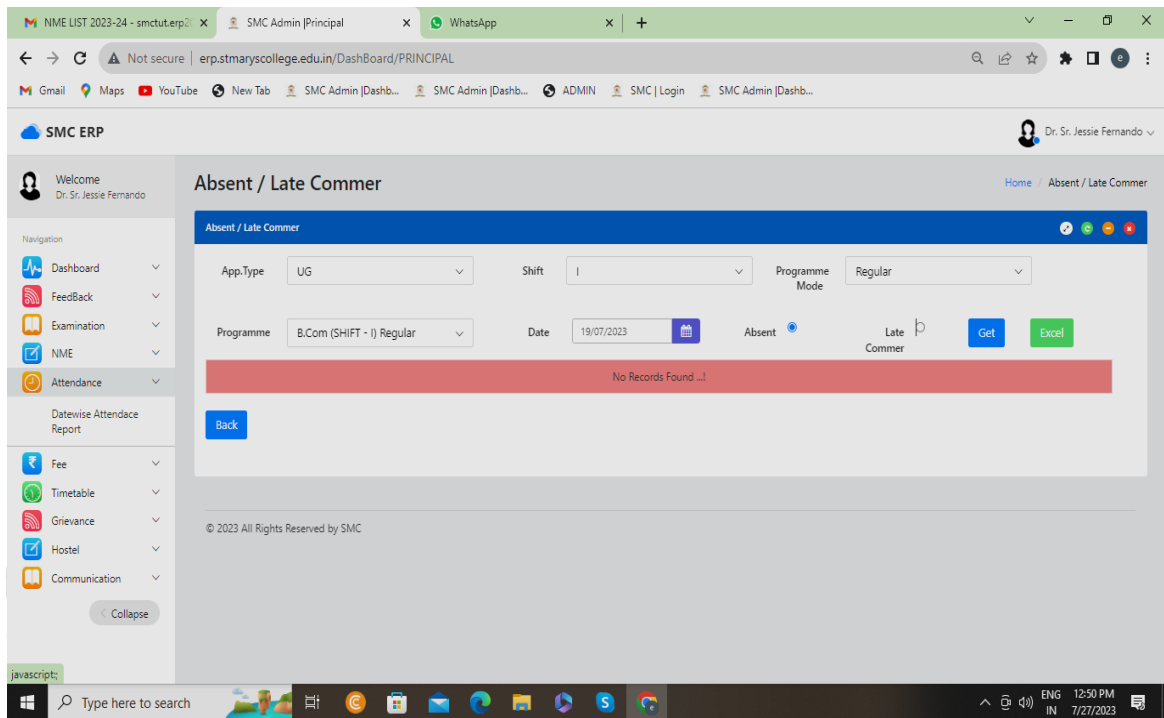 NME LIST 2023-24 - smctut.erp2
SMC Admin |Principal
WhatsApp
Not secure
erp.stmaryscollege.edu.in/DashBoard/PRINCIPAL
e
Gmail
Maps
YouTube
New Tab
SMC Admin |Dashb...
SMC Admin |Dashb...
ADMIN
SMC | Login
SMC Admin |Dashb...
SMC ERP
Dr. Sr. Jessie Fernando
Welcome
Dr. Sr. Jessie Fernando
Navigation
Dashboard
FeedBack
Examination
NME
Attendance
Datewise Attendace
Report
Fee
Timetable
Grievance
Hostel
Communication
Collapse
javascript:;
Absent / Late Commer
Home / Absent / Late Commer
Absent / Late Commer
App.Type
UG
Shift
I
Programme
Mode
Regular
Programme
B.Com (SHIFT - I) Regular
Date
19/07/2023
Absent
Late
Commer
Get
Excel
No Records Found ...!
Back
© 2023 All Rights Reserved by SMC
Type here to search
ENG
IN
12:50 PM
7/27/2023